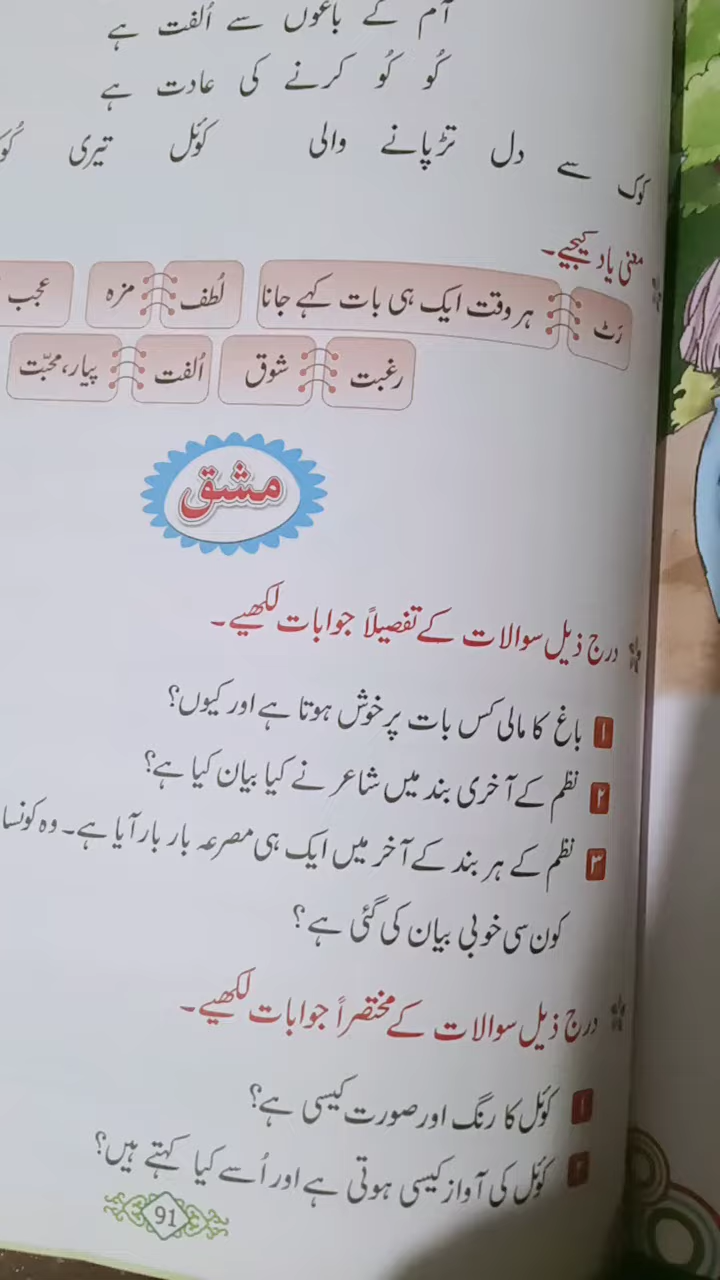 آم کے باغوں سے اُلفت ہے
کُو کُو کرنے کی عادت ہے
کوک سے دل تڑپانے والی کوئل تیری
معنی یاد کیجیے۔
رَٹ ہر وقت ایک ہی بات کہے جانا لُطف مزہ عجب
رغبت شوق اُلفت پیار، محبّت
مشق
درج ذیل سوالات کے تفصیلاً جوابات لکھیے۔
۱ باغ کا مالی کس بات پر خوش ہوتا ہے اور کیوں؟
۲ نظم کے آخری بند میں شاعر نے کیا بیان کیا ہے؟
۳ نظم کے ہر بند کے آخر میں ایک ہی مصرعہ بار بار آیا ہے۔ وہ کونسا
کون سی خوبی بیان کی گئی ہے؟
درج ذیل سوالات کے مختصراً جوابات لکھیے۔
۱ کوئل کا رنگ اور صورت کیسی ہے؟
۲ کوئل کی آواز کیسی ہوتی ہے اور اُسے کیا کہتے ہیں؟
91